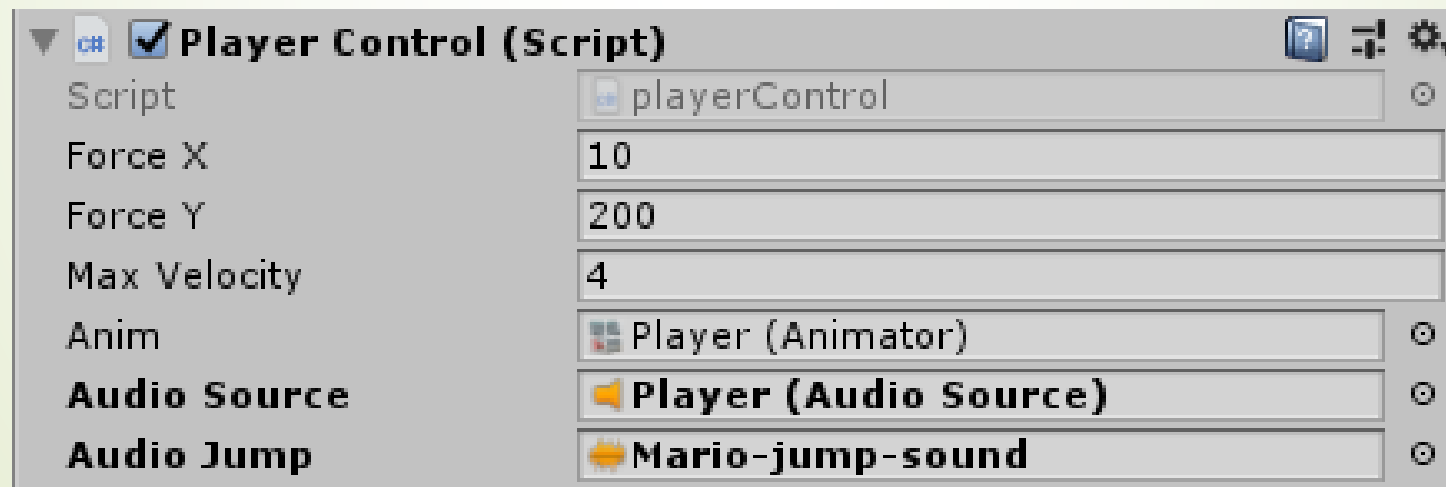 c# Player Control (Script)
Script playerControl
Force X 10
Force Y 200
Max Velocity 4
Anim Player (Animator)
Audio Source Player (Audio Source)
Audio Jump Mario-jump-sound